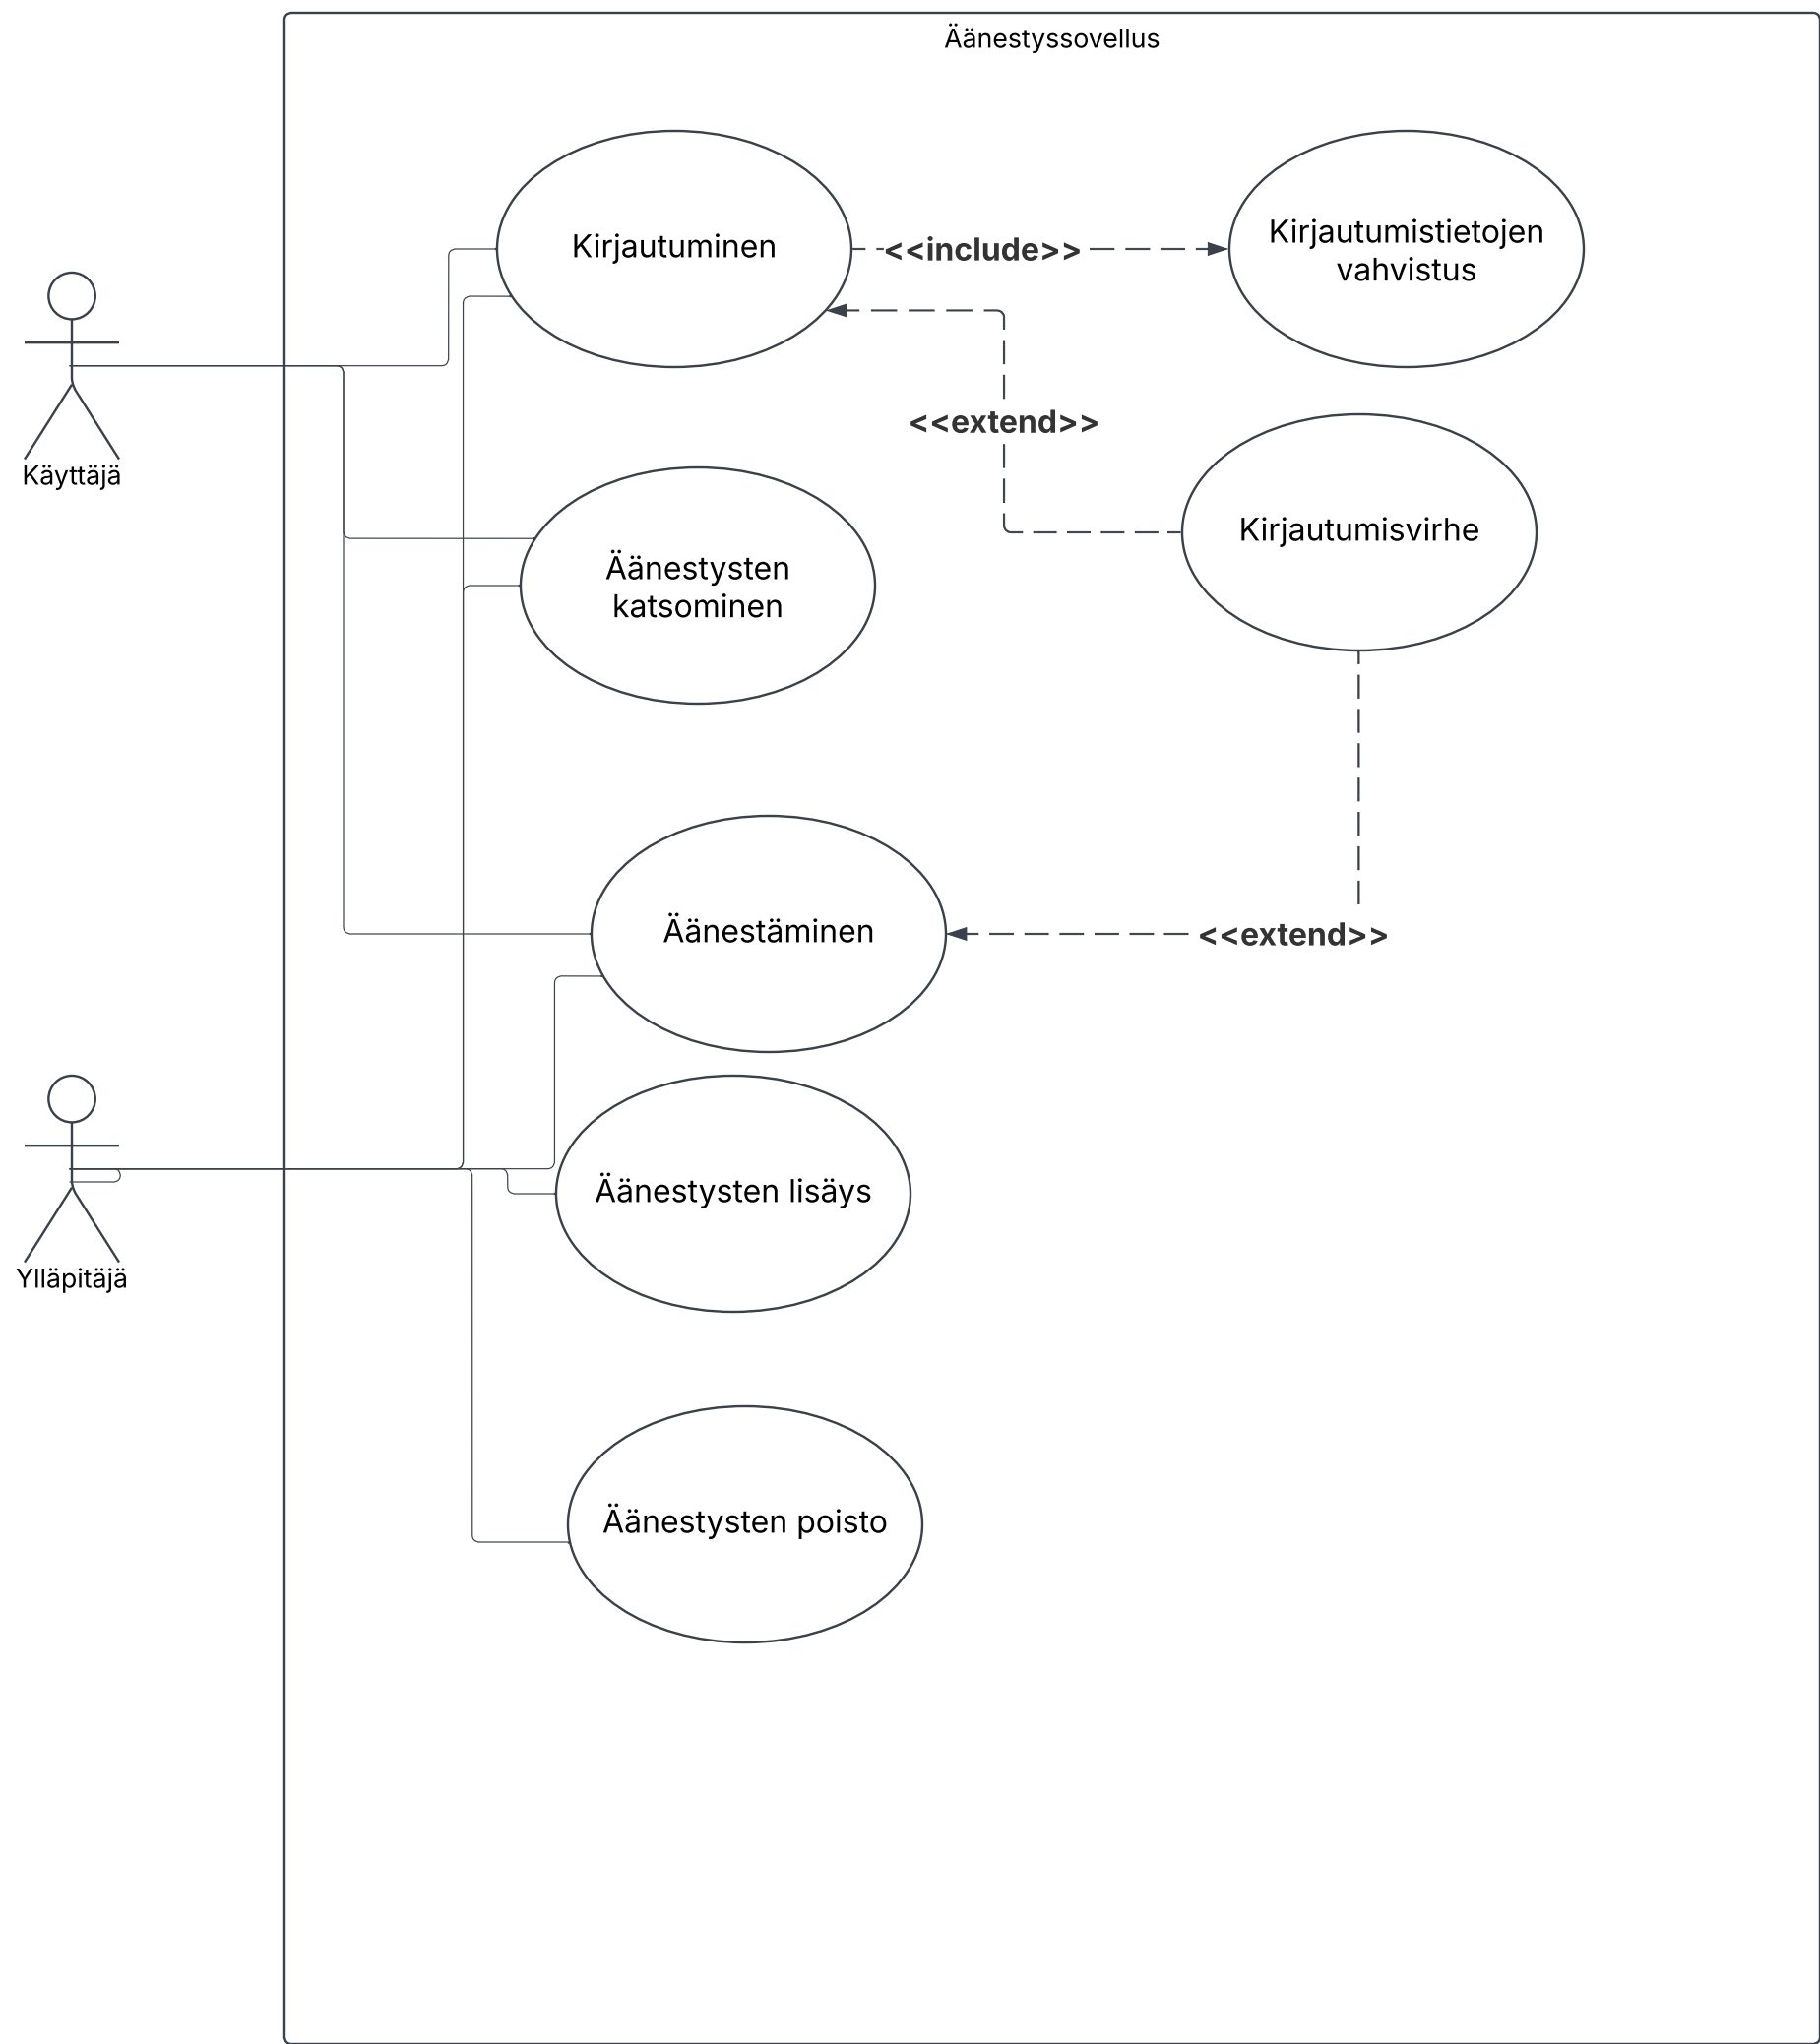 Äänestyssovellus
Kirjautuminen
<<include>>
Kirjautumistietojen
vahvistus
<<extend>>
Käyttäjä
Kirjautumisvirhe
Äänestysten
katsominen
Äänestäminen
<<extend>>
Äänestysten lisäys
Ylläpitäjä
Äänestysten poisto